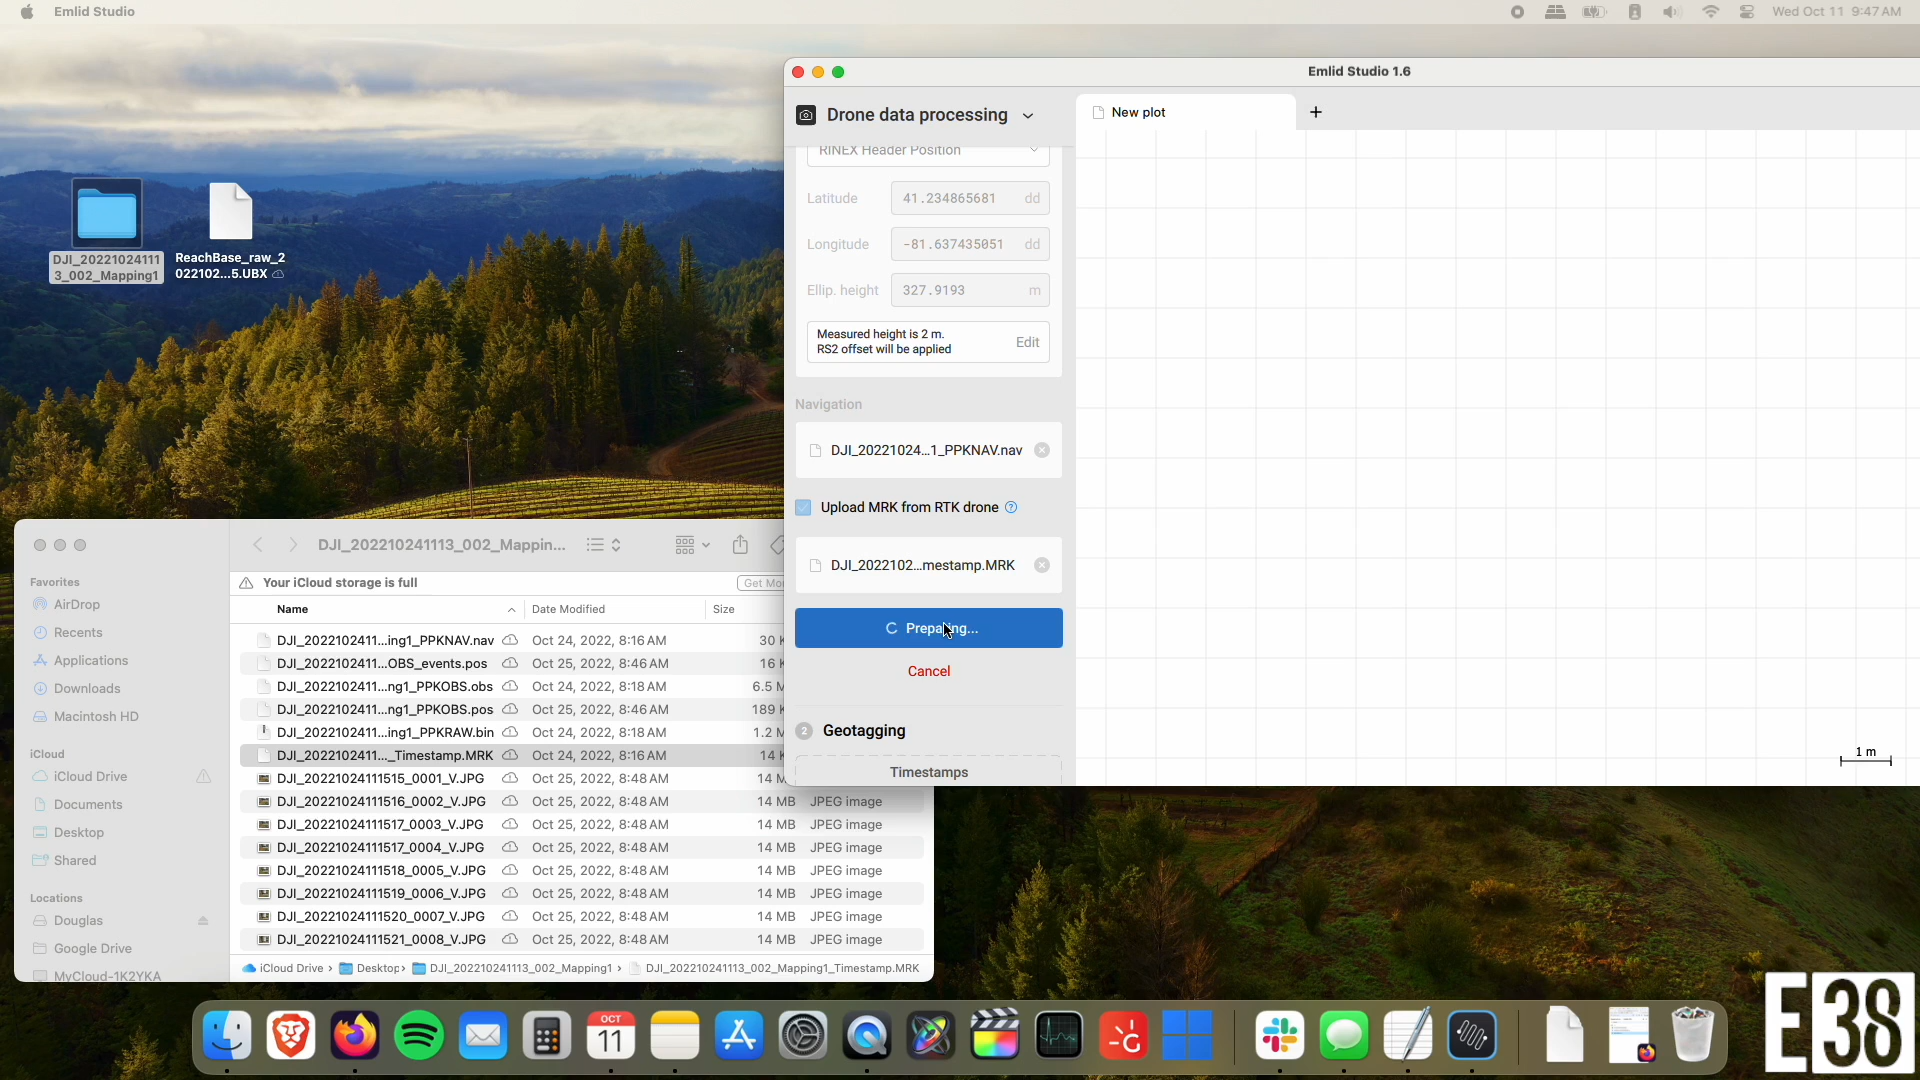 Emlid Studio
Wed Oct 11 9:47 AM
DJI_20221024111
3_002_Mapping1
ReachBase_raw_2
022102...5.UBX
Emlid Studio 1.6
Drone data processing
New plot
+
RINEX Header Position
Latitude
41.234865681 dd
Longitude
-81.637435051 dd
Ellip. height
327.9193 m
Measured height is 2 m.
RS2 offset will be applied
Edit
Navigation
DJI_20221024...1_PPKNAV.nav
Upload MRK from RTK drone ?
DJI_2022102...mestamp.MRK
Preparing...
Cancel
2 Geotagging
Timestamps
1 m
DJI_202210241113_002_Mappin...
Your iCloud storage is full
Get Mo
Name Date Modified Size
DJI_2022102411...ing1_PPKNAV.nav Oct 24, 2022, 8:16 AM 30 K
DJI_2022102411...OBS_events.pos Oct 25, 2022, 8:46 AM 16 K
DJI_2022102411...ng1_PPKOBS.obs Oct 24, 2022, 8:18 AM 6.5 M
DJI_2022102411...ng1_PPKOBS.pos Oct 25, 2022, 8:46 AM 189 K
DJI_2022102411...ing1_PPKRAW.bin Oct 24, 2022, 8:18 AM 1.2 M
DJI_2022102411..._Timestamp.MRK Oct 24, 2022, 8:16 AM 14 K
DJI_20221024111515_0001_V.JPG Oct 25, 2022, 8:48 AM 14 M
DJI_20221024111516_0002_V.JPG Oct 25, 2022, 8:48 AM 14 MB JPEG image
DJI_20221024111517_0003_V.JPG Oct 25, 2022, 8:48 AM 14 MB JPEG image
DJI_20221024111517_0004_V.JPG Oct 25, 2022, 8:48 AM 14 MB JPEG image
DJI_20221024111518_0005_V.JPG Oct 25, 2022, 8:48 AM 14 MB JPEG image
DJI_20221024111519_0006_V.JPG Oct 25, 2022, 8:48 AM 14 MB JPEG image
DJI_20221024111520_0007_V.JPG Oct 25, 2022, 8:48 AM 14 MB JPEG image
DJI_20221024111521_0008_V.JPG Oct 25, 2022, 8:48 AM 14 MB JPEG image
iCloud Drive › Desktop › DJI_202210241113_002_Mapping1 › DJI_202210241113_002_Mapping1_Timestamp.MRK
Favorites
AirDrop
Recents
Applications
Downloads
Macintosh HD
iCloud
iCloud Drive
Documents
Desktop
Shared
Locations
Douglas
Google Drive
MyCloud-1K2YKA
OCT
11
E38